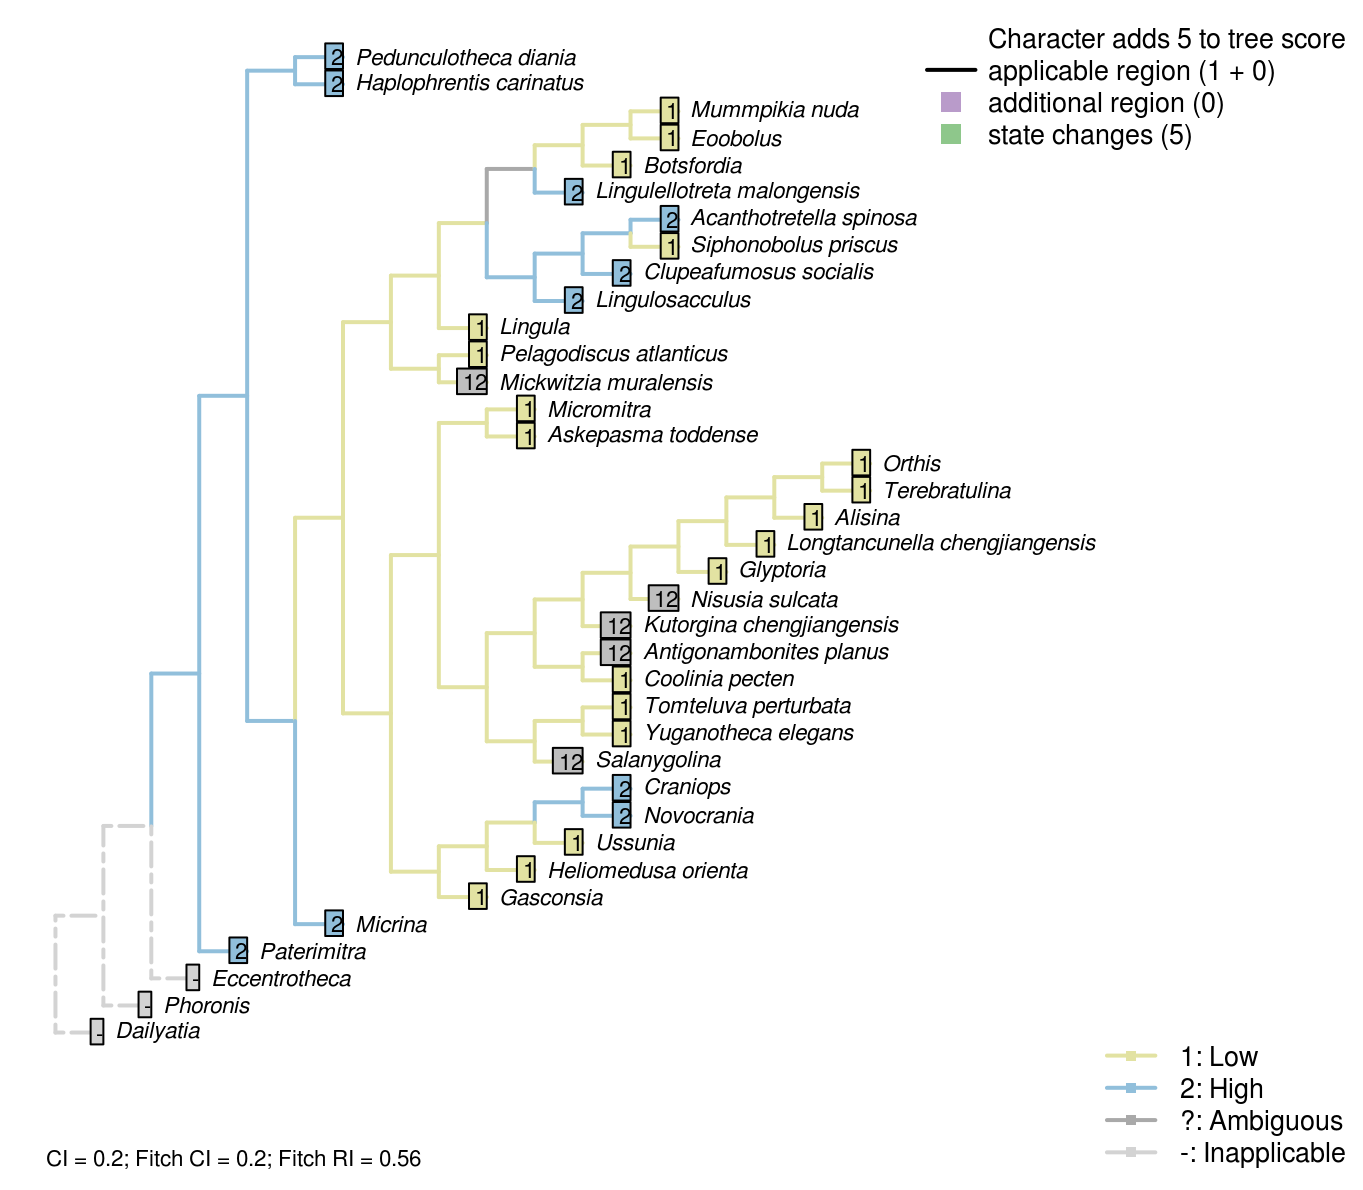 Character adds 5 to tree score
applicable region (1 + 0)
additional region (0)
state changes (5)
2 Pedunculotheca diania
2 Haplophrentis carinatus
1 Mummpikia nuda
1 Eoobolus
1 Botsfordia
2 Lingulellotreta malongensis
2 Acanthotretella spinosa
1 Siphonobolus priscus
2 Clupeafumosus socialis
2 Lingulosacculus
1 Lingula
1 Pelagodiscus atlanticus
12 Mickwitzia muralensis
1 Micromitra
1 Askepasma toddense
1 Orthis
1 Terebratulina
1 Alisina
1 Longtancunella chengjiangensis
1 Glyptoria
12 Nisusia sulcata
12 Kutorgina chengjiangensis
12 Antigonambonites planus
1 Coolinia pecten
1 Tomteluva perturbata
1 Yuganotheca elegans
12 Salanygolina
2 Craniops
2 Novocrania
1 Ussunia
1 Heliomedusa orienta
1 Gasconsia
2 Micrina
2 Paterimitra
- Eccentrotheca
- Phoronis
- Dailyatia
1: Low
2: High
?: Ambiguous
-: Inapplicable
CI = 0.2; Fitch CI = 0.2; Fitch RI = 0.56